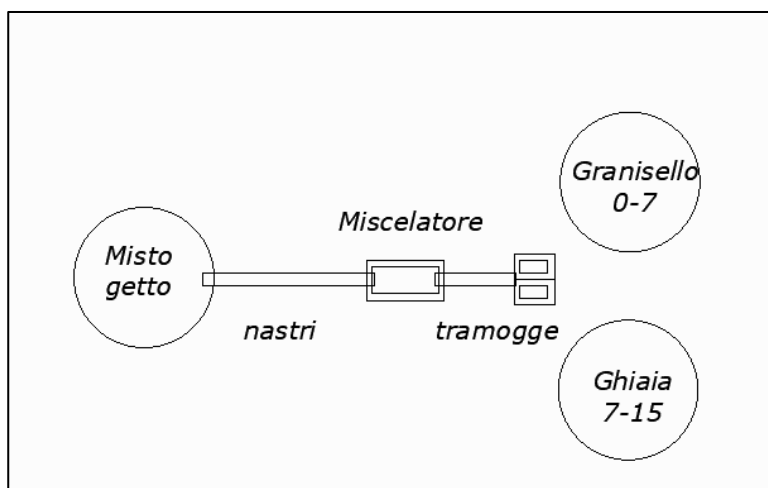 Granisello
0-7
Miscelatore
Misto
getto
nastri
tramogge
Ghiaia
7-15